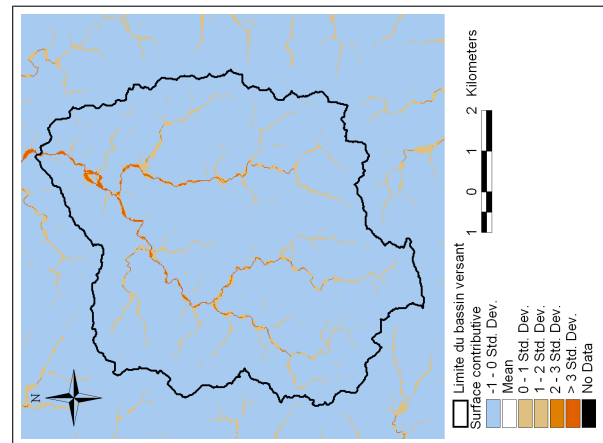 N
Limite du bassin versant
Surface contributive
-1 - 0 Std. Dev.
Mean
0 - 1 Std. Dev.
1 - 2 Std. Dev.
2 - 3 Std. Dev.
> 3 Std. Dev.
No Data
1 0 1 2 Kilometers